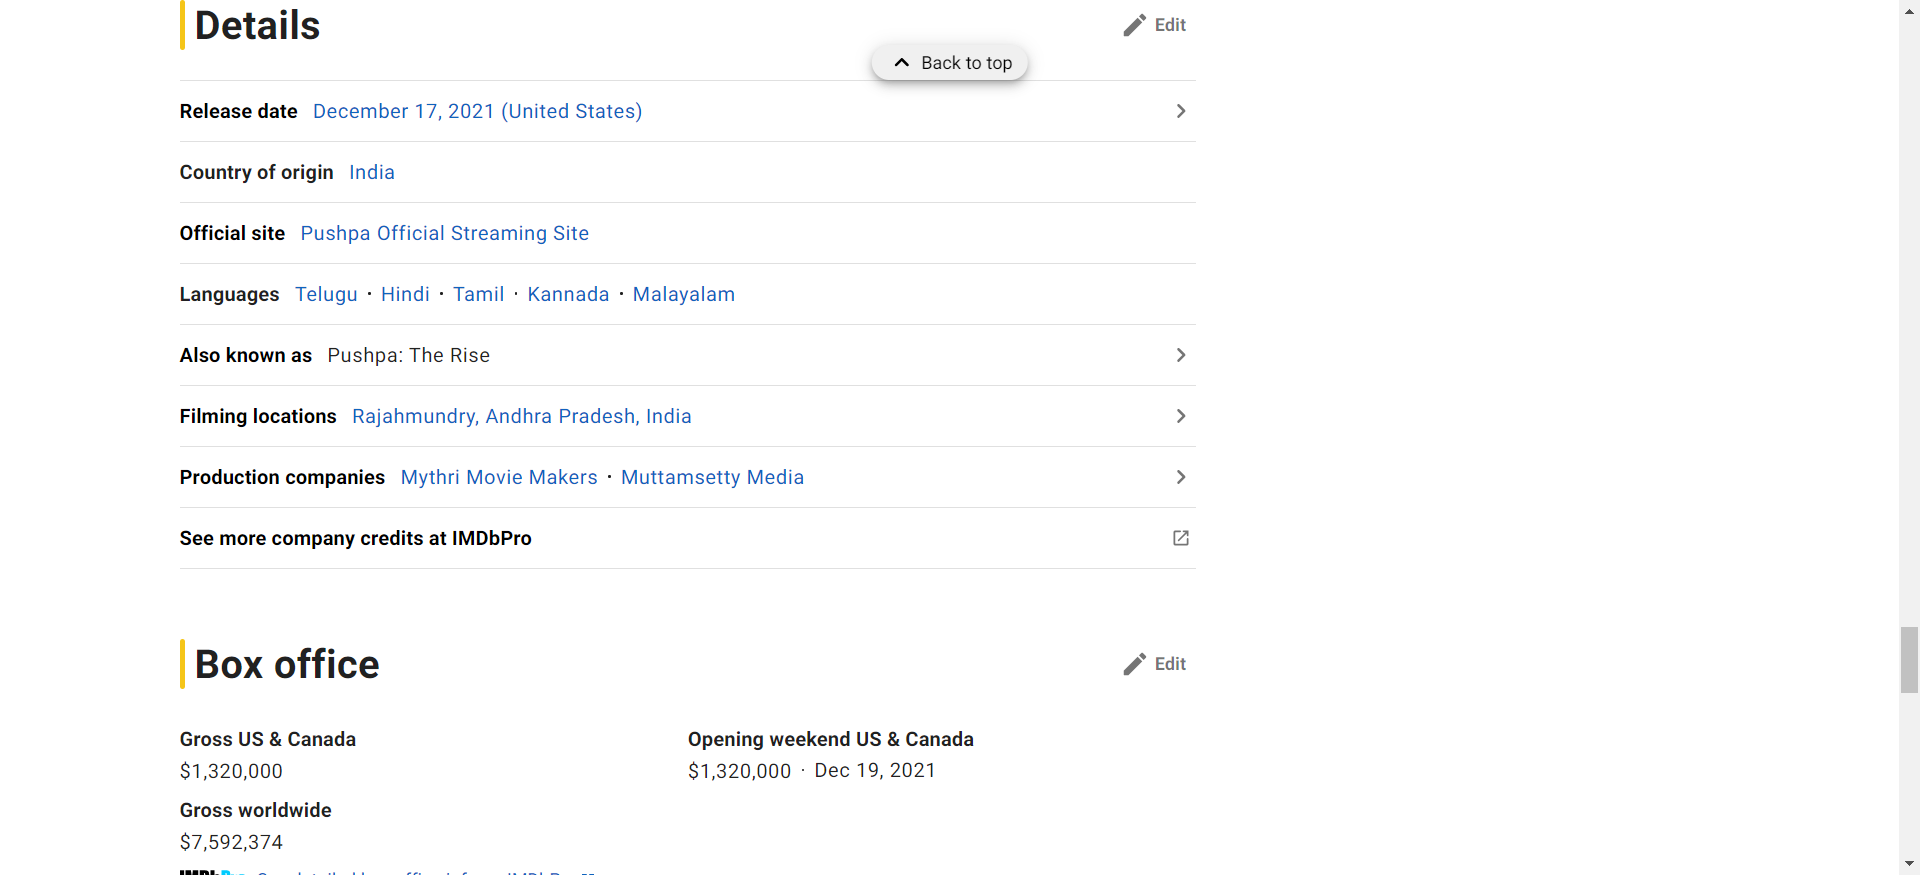 Details
Edit
Back to top
Release date December 17, 2021 (United States)
Country of origin India
Official site Pushpa Official Streaming Site
Languages Telugu · Hindi · Tamil · Kannada · Malayalam
Also known as Pushpa: The Rise
Filming locations Rajahmundry, Andhra Pradesh, India
Production companies Mythri Movie Makers · Muttamsetty Media
See more company credits at IMDbPro
Box office
Edit
Gross US & Canada
$1,320,000
Opening weekend US & Canada
$1,320,000 · Dec 19, 2021
Gross worldwide
$7,592,374